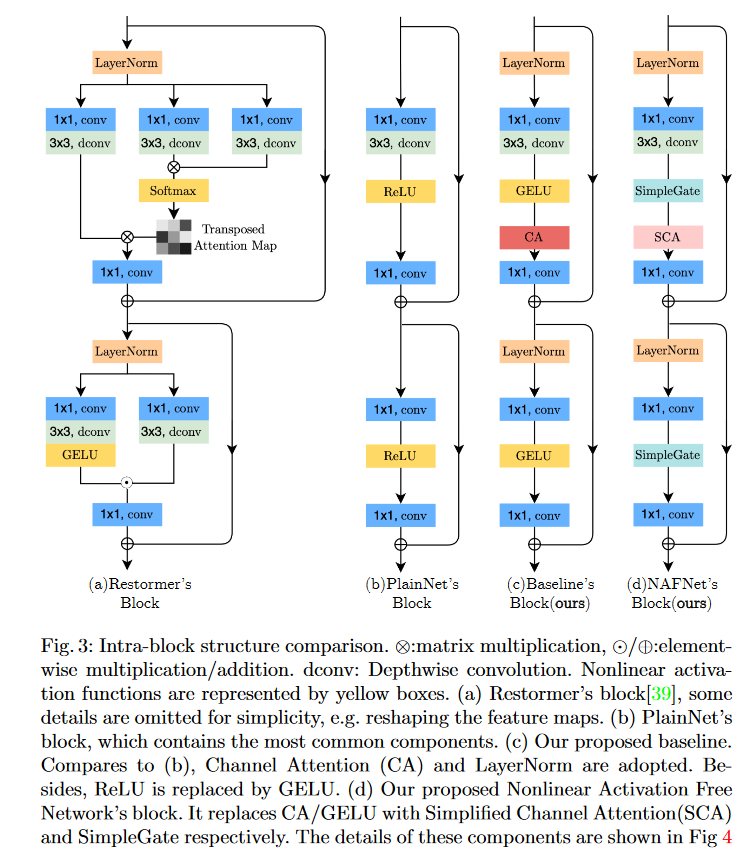 LayerNorm
1x1, conv
3x3, dconv
1x1, conv
3x3, dconv
1x1, conv
3x3, dconv
Softmax
Transposed
Attention Map
1x1, conv
LayerNorm
1x1, conv
3x3, dconv
GELU
1x1, conv
3x3, dconv
1x1, conv
(a)Restormer's
Block
1x1, conv
3x3, dconv
ReLU
1x1, conv
1x1, conv
ReLU
1x1, conv
(b)PlainNet's
Block
LayerNorm
1x1, conv
3x3, dconv
GELU
CA
1x1, conv
LayerNorm
1x1, conv
GELU
1x1, conv
(c)Baseline's
Block(ours)
LayerNorm
1x1, conv
3x3, dconv
SimpleGate
SCA
1x1, conv
LayerNorm
1x1, conv
SimpleGate
1x1, conv
(d)NAFNet's
Block(ours)
Fig. 3: Intra-block structure comparison. ⊗:matrix multiplication, ⊙/⊕:element-
wise multiplication/addition. dconv: Depthwise convolution. Nonlinear activa-
tion functions are represented by yellow boxes. (a) Restormer's block[39], some
details are omitted for simplicity, e.g. reshaping the feature maps. (b) PlainNet's
block, which contains the most common components. (c) Our proposed baseline.
Compares to (b), Channel Attention (CA) and LayerNorm are adopted. Be-
sides, ReLU is replaced by GELU. (d) Our proposed Nonlinear Activation Free
Network's block. It replaces CA/GELU with Simplified Channel Attention(SCA)
and SimpleGate respectively. The details of these components are shown in Fig 4